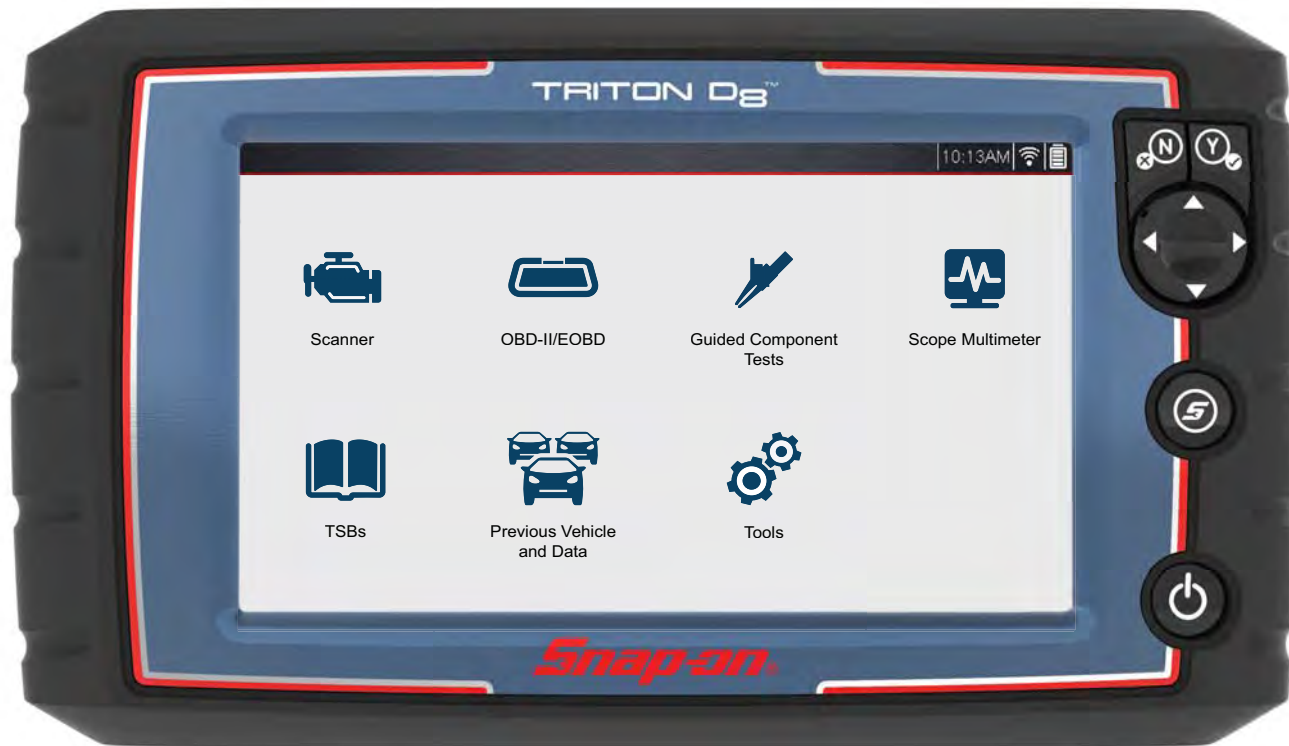 TRITON D8™
10:13AM
N
Y
Scanner
OBD-II/EOBD
Guided Component
Tests
Scope Multimeter
S
TSBs
Previous Vehicle
and Data
Tools
Snap-on®